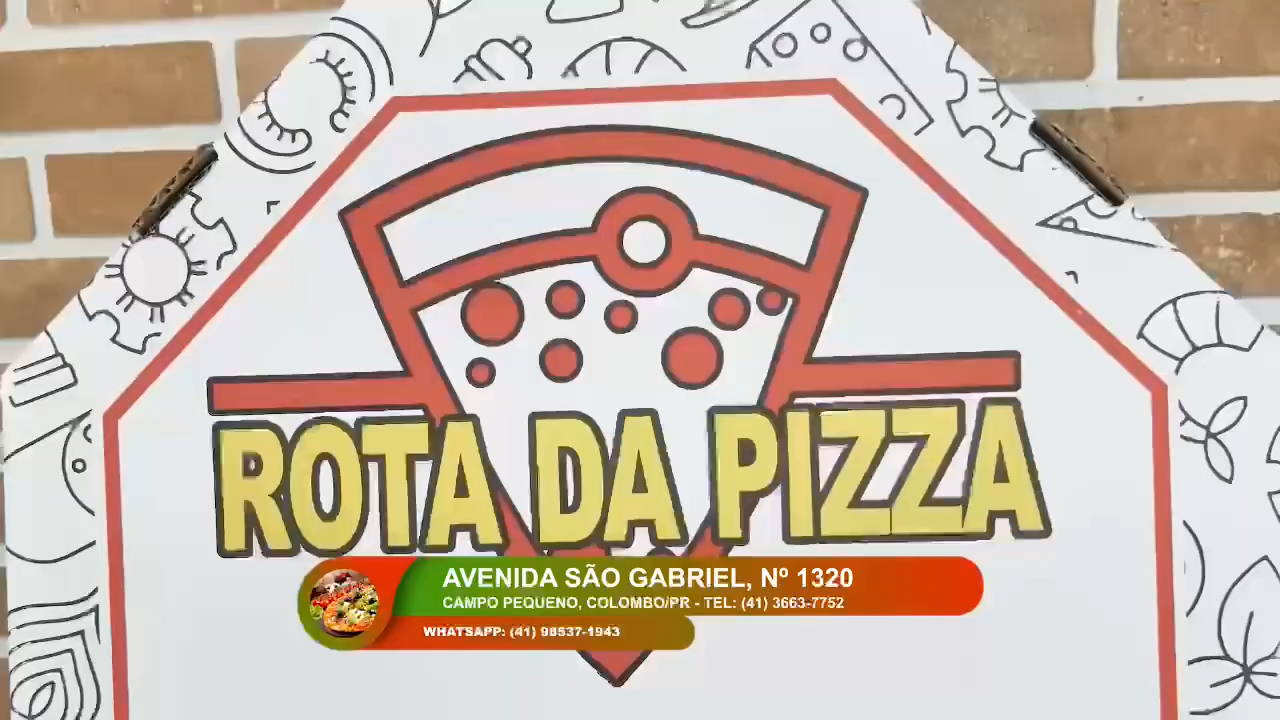 ROTA DA PIZZA
AVENIDA SÃO GABRIEL, Nº 1320
CAMPO PEQUENO, COLOMBO/PR - TEL: (41) 3663-7752
WHATSAPP: (41) 98537-1943